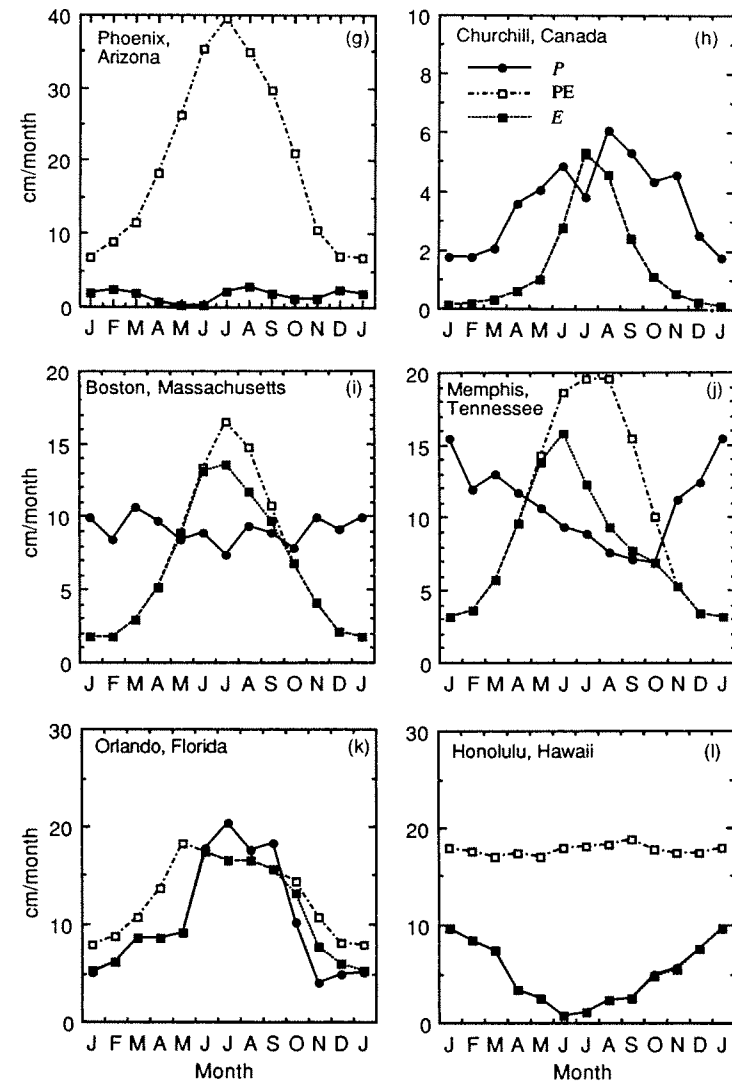 Phoenix,
Arizona
(g)
40
30
20
10
0
cm/month
J F M A M J J A S O N D J
Churchill, Canada (h)
P
PE
E
10
8
6
4
2
0
J F M A M J J A S O N D J
Boston, Massachusetts (i)
20
15
10
5
0
cm/month
J F M A M J J A S O N D J
Memphis,
Tennessee
(j)
20
15
10
5
0
J F M A M J J A S O N D J
Orlando, Florida (k)
30
20
10
0
cm/month
J F M A M J J A S O N D J
Month
Honolulu, Hawaii (l)
30
20
10
0
J F M A M J J A S O N D J
Month